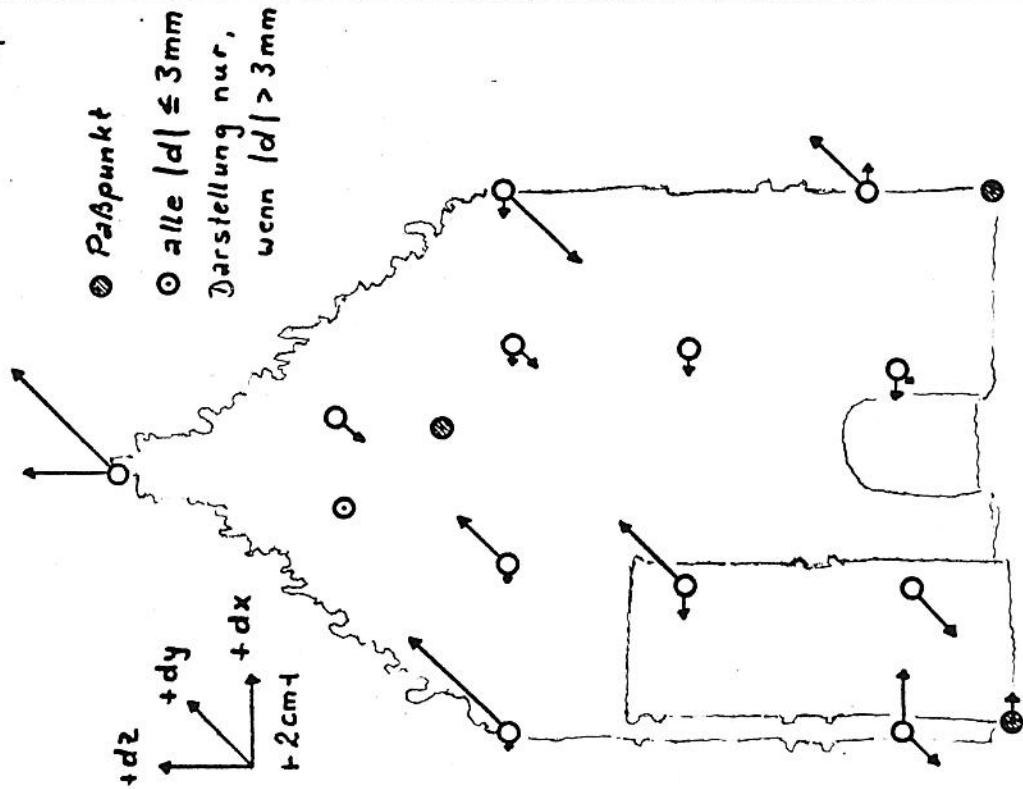 ⊗ Paßpunkt
⊙ alle |d| ≤ 3mm
Darstellung nur,
wenn |d| > 3mm
+dz
+dy
+dx
2cm